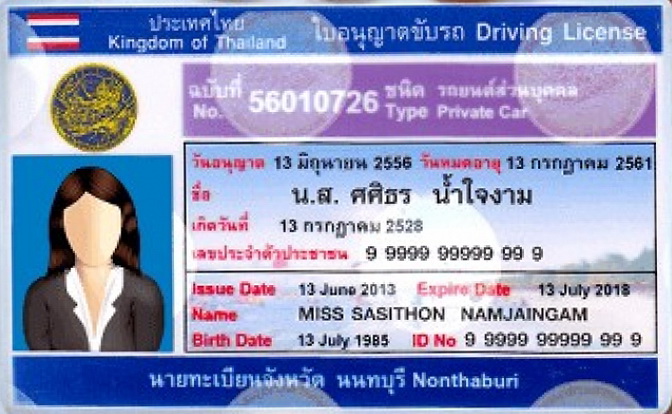 ประเทศไทย ใบอนุญาตขับรถ Driving License
Kingdom of Thailand
ฉบับที่ 56010726 ชนิด รถยนต์ส่วนบุคคล
No. Type Private Car
วันอนุญาต 13 มิถุนายน 2556 วันหมดอายุ 13 กรกฎาคม 2561
ชื่อ น.ส. ศศิธร น้ำใจงาม
เกิดวันที่ 13 กรกฎาคม 2528
เลขประจำตัวประชาชน 9 9999 99999 99 9
Issue Date 13 June 2013 Expire Date 13 July 2018
Name MISS SASITHON NAMJAINGAM
Birth Date 13 July 1985 ID No 9 9999 99999 99 9
นายทะเบียนจังหวัด นนทบุรี Nonthaburi